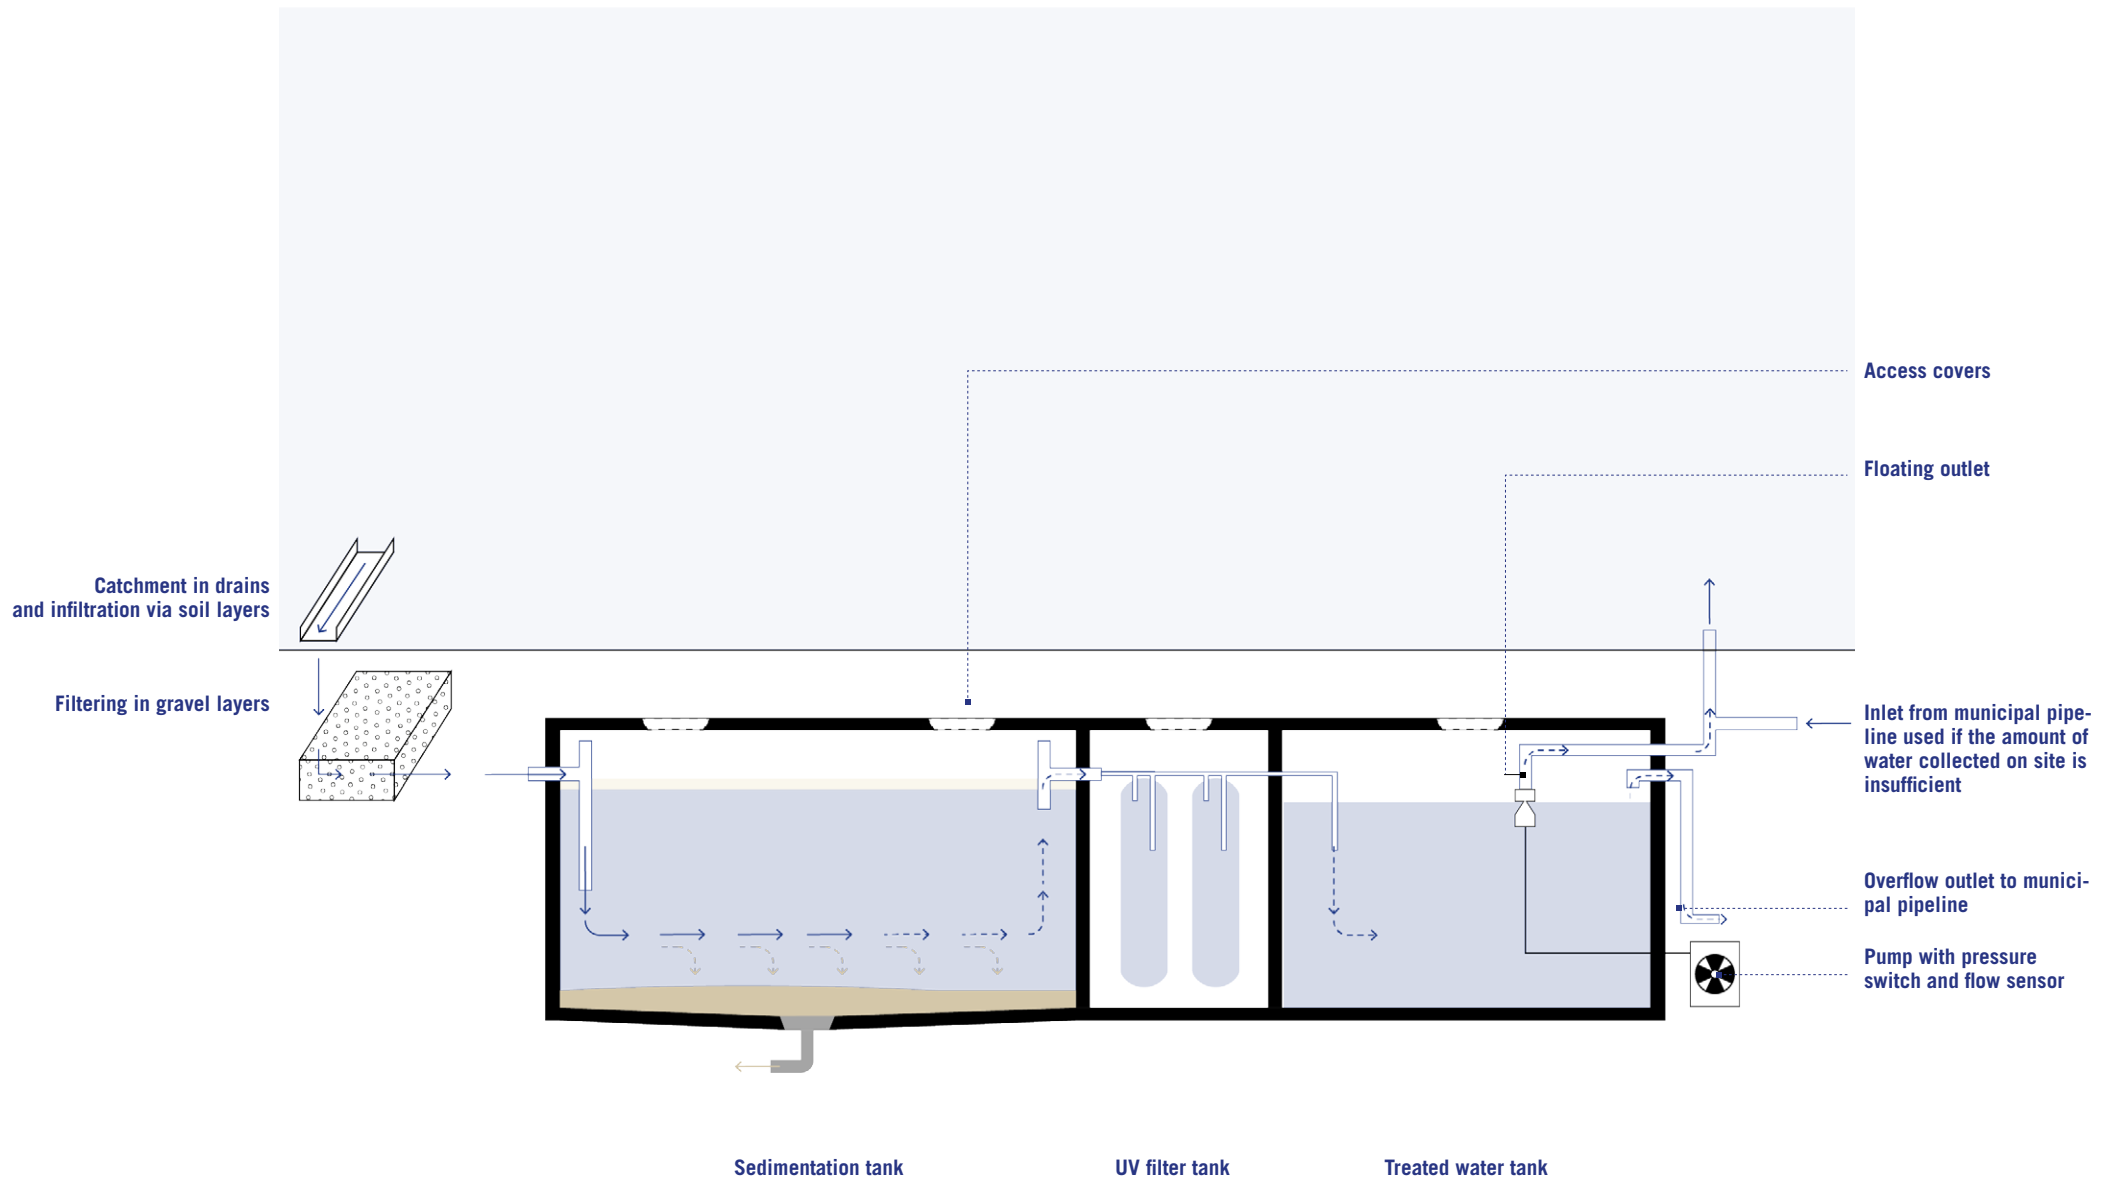 Access covers
Floating outlet
Catchment in drains
and infiltration via soil layers
Filtering in gravel layers
Inlet from municipal pipe-
line used if the amount of
water collected on site is
insufficient
Overflow outlet to munici-
pal pipeline
Pump with pressure
switch and flow sensor
Sedimentation tank
UV filter tank
Treated water tank